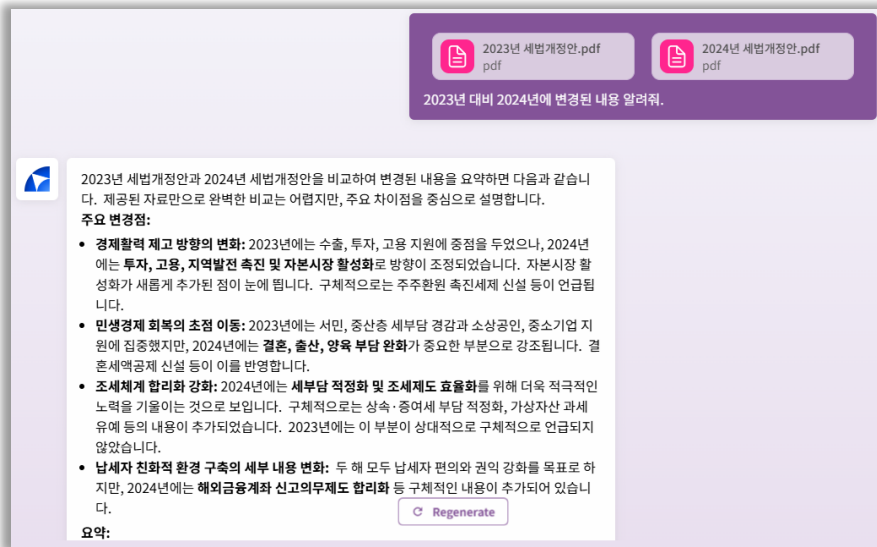 2023년 세법개정안.pdf
pdf
2024년 세법개정안.pdf
pdf
2023년 대비 2024년에 변경된 내용 알려줘.
2023년 세법개정안과 2024년 세법개정안을 비교하여 변경된 내용을 요약하면 다음과 같습니
다. 제공된 자료만으로 완벽한 비교는 어렵지만, 주요 차이점을 중심으로 설명합니다.
주요 변경점:
• 경제활력 제고 방향의 변화: 2023년에는 수출, 투자, 고용 지원에 중점을 두었으나, 2024년
에는 투자, 고용, 지역발전 촉진 및 자본시장 활성화로 방향이 조정되었습니다. 자본시장 활
성화가 새롭게 추가된 점이 눈에 띕니다. 구체적으로는 주주환원 촉진세제 신설 등이 언급됩
니다.
• 민생경제 회복의 초점 이동: 2023년에는 서민, 중산층 세부담 경감과 소상공인, 중소기업 지
원에 집중했지만, 2024년에는 결혼, 출산, 양육 부담 완화가 중요한 부분으로 강조됩니다. 결
혼세액공제 신설 등이 이를 반영합니다.
• 조세체계 합리화 강화: 2024년에는 세부담 적정화 및 조세제도 효율화를 위해 더욱 적극적인
노력을 기울이는 것으로 보입니다. 구체적으로는 상속·증여세 부담 적정화, 가상자산 과세
유예 등의 내용이 추가되었습니다. 2023년에는 이 부분이 상대적으로 구체적으로 언급되지
않았습니다.
• 납세자 친화적 환경 구축의 세부 내용 변화: 두 해 모두 납세자 편의와 권익 강화를 목표로 하
지만, 2024년에는 해외금융계좌 신고의무제도 합리화 등 구체적인 내용이 추가되어 있습니
다.
Regenerate
요약: